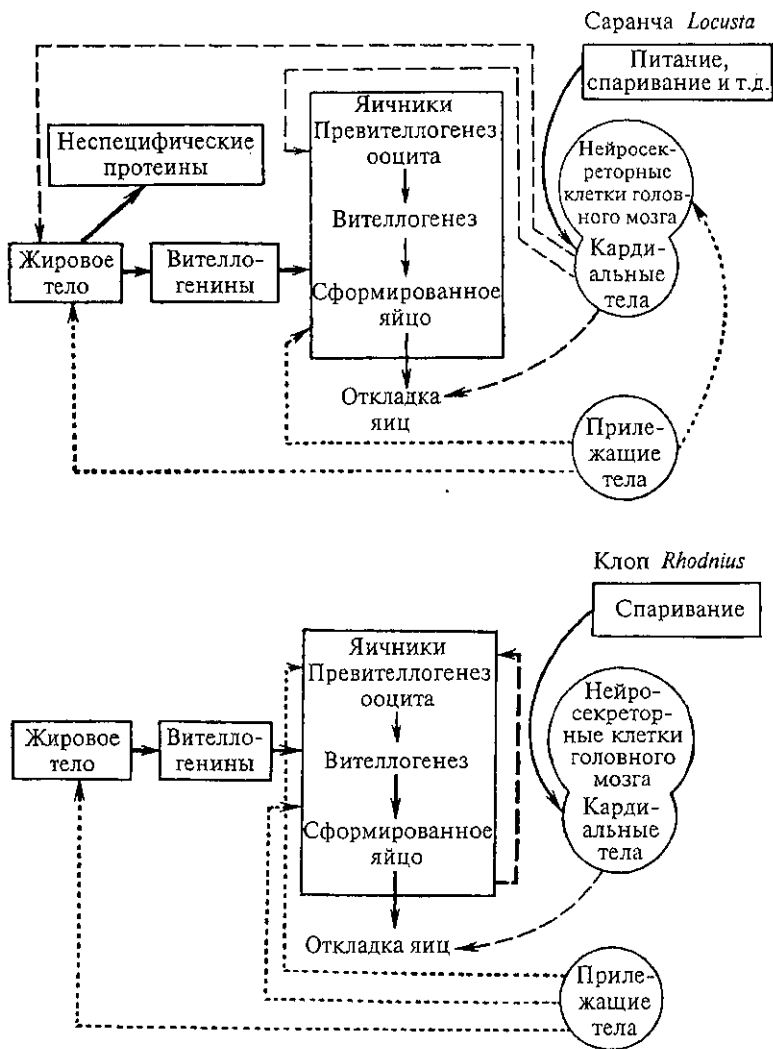 Саранча Locusta
Питание,
спаривание и т.д.
Яичники
Превителлогенез
ооцита
Неспецифические
протеины
Нейросек-
реторные
клетки голов-
ного мозга
Вителлогенез
Жировое
тело
Вителло-
генины
Карди-
альные
тела
Сформированное
яйцо
Откладка
яиц
Приле-
жащие
тела
Клоп Rhodnius
Спаривание
Яичники
Превителлогенез
ооцита
Нейро-
секретор-
ные клетки
головного
мозга
Жировое
тело
Вителло-
генины
Вителлогенез
Карди-
альные
тела
Сформированное
яйцо
Откладка яиц
Приле-
жащие
тела